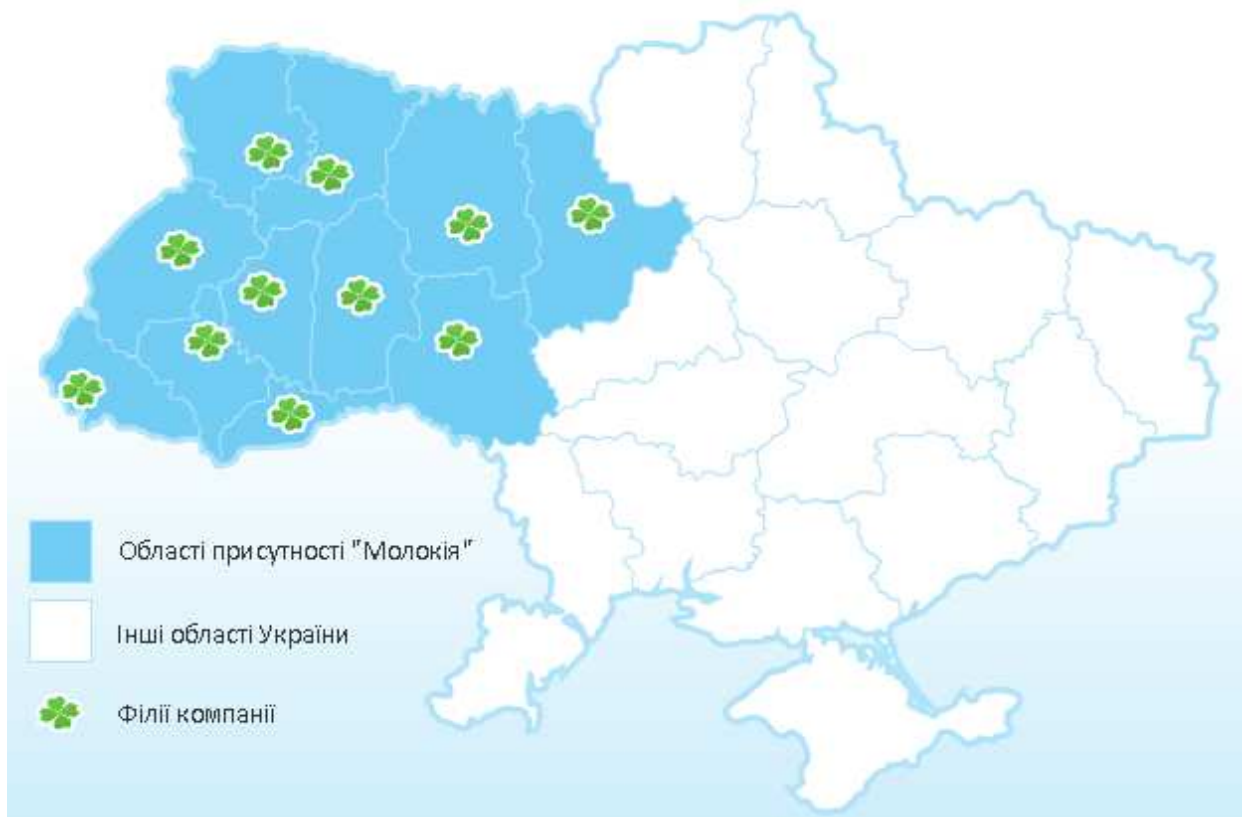 Області присутності "Молокія"
Інші області України
Філії компанії